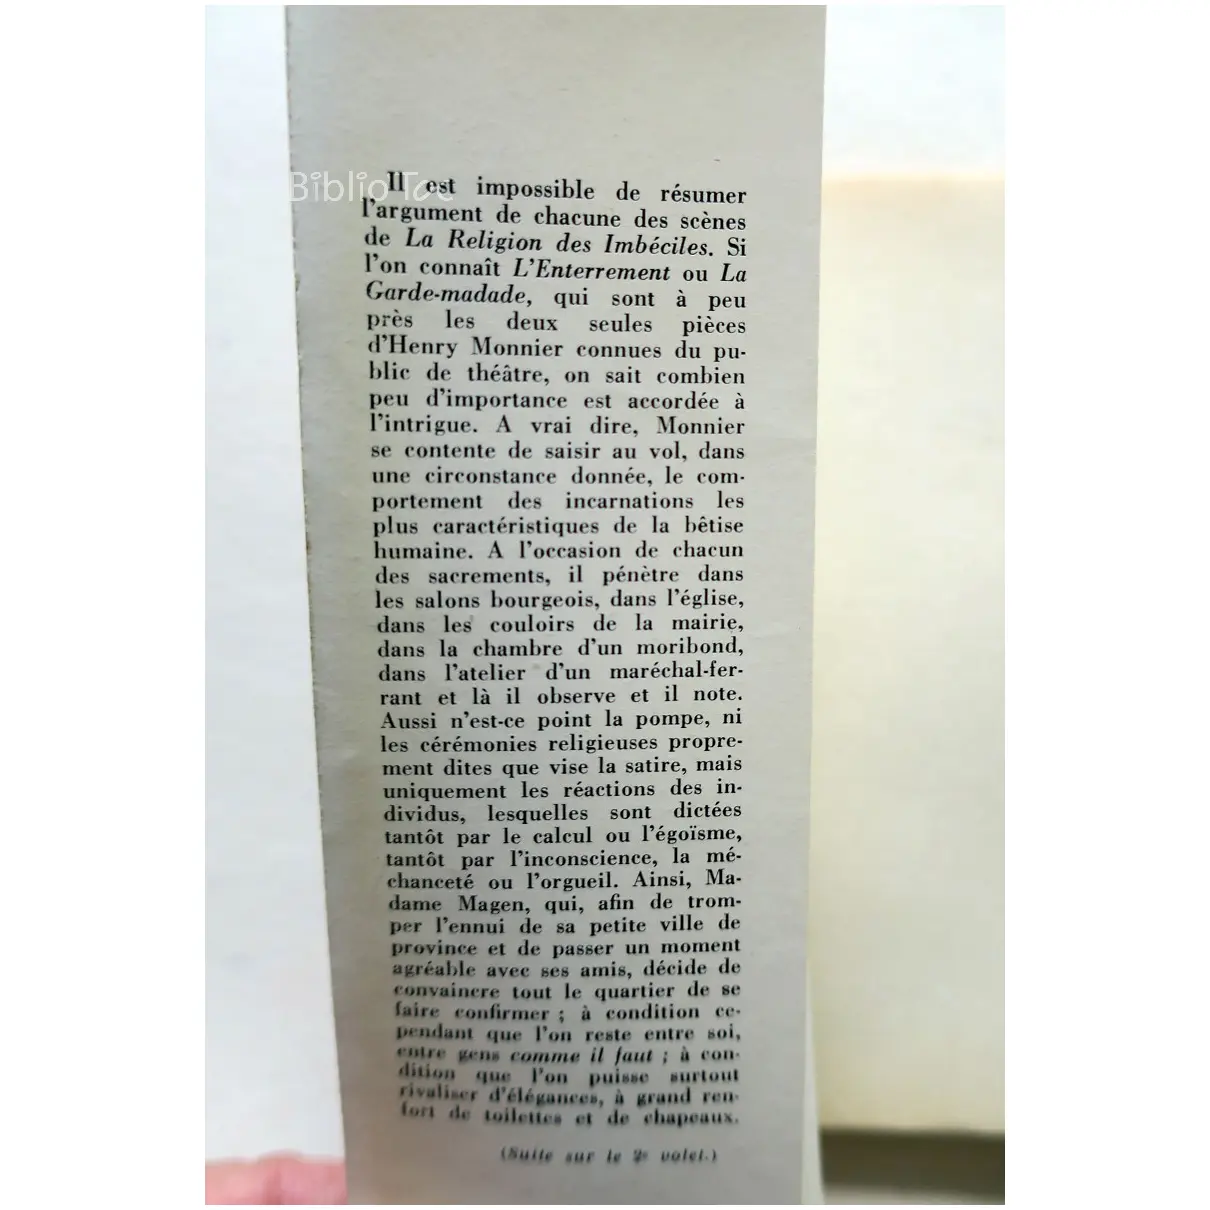 Biblio Toc
Il est impossible de résumer
l'argument de chacune des scènes
de La Religion des Imbéciles. Si
l'on connaît L'Enterrement ou La
Garde-madade, qui sont à peu
près les deux seules pièces
d'Henry Monnier connues du pu-
blic de théâtre, on sait combien
peu d'importance est accordée à
l'intrigue. A vrai dire, Monnier
se contente de saisir au vol, dans
une circonstance donnée, le com-
portement des incarnations les
plus caractéristiques de la bêtise
humaine. A l'occasion de chacun
des sacrements, il pénètre dans
les salons bourgeois, dans l'église,
dans les couloirs de la mairie,
dans la chambre d'un moribond,
dans l'atelier d'un maréchal-fer-
rant et là il observe et il note.
Aussi n'est-ce point la pompe, ni
les cérémonies religieuses propre-
ment dites que vise la satire, mais
uniquement les réactions des in-
dividus, lesquelles sont dictées
tantôt par le calcul ou l'égoïsme,
tantôt par l'inconscience, la mé-
chanceté ou l'orgueil. Ainsi, Ma-
dame Magen, qui, afin de trom-
per l'ennui de sa petite ville de
province et de passer un moment
agréable avec ses amis, décide de
convaincre tout le quartier de se
faire confirmer ; à condition ce-
pendant que l'on reste entre soi,
entre gens comme il faut ; à con-
dition que l'on puisse surtout
rivaliser d'élégances, à grand ren-
fort de toilettes et de chapeaux.
(Suite sur le 2e volet.)